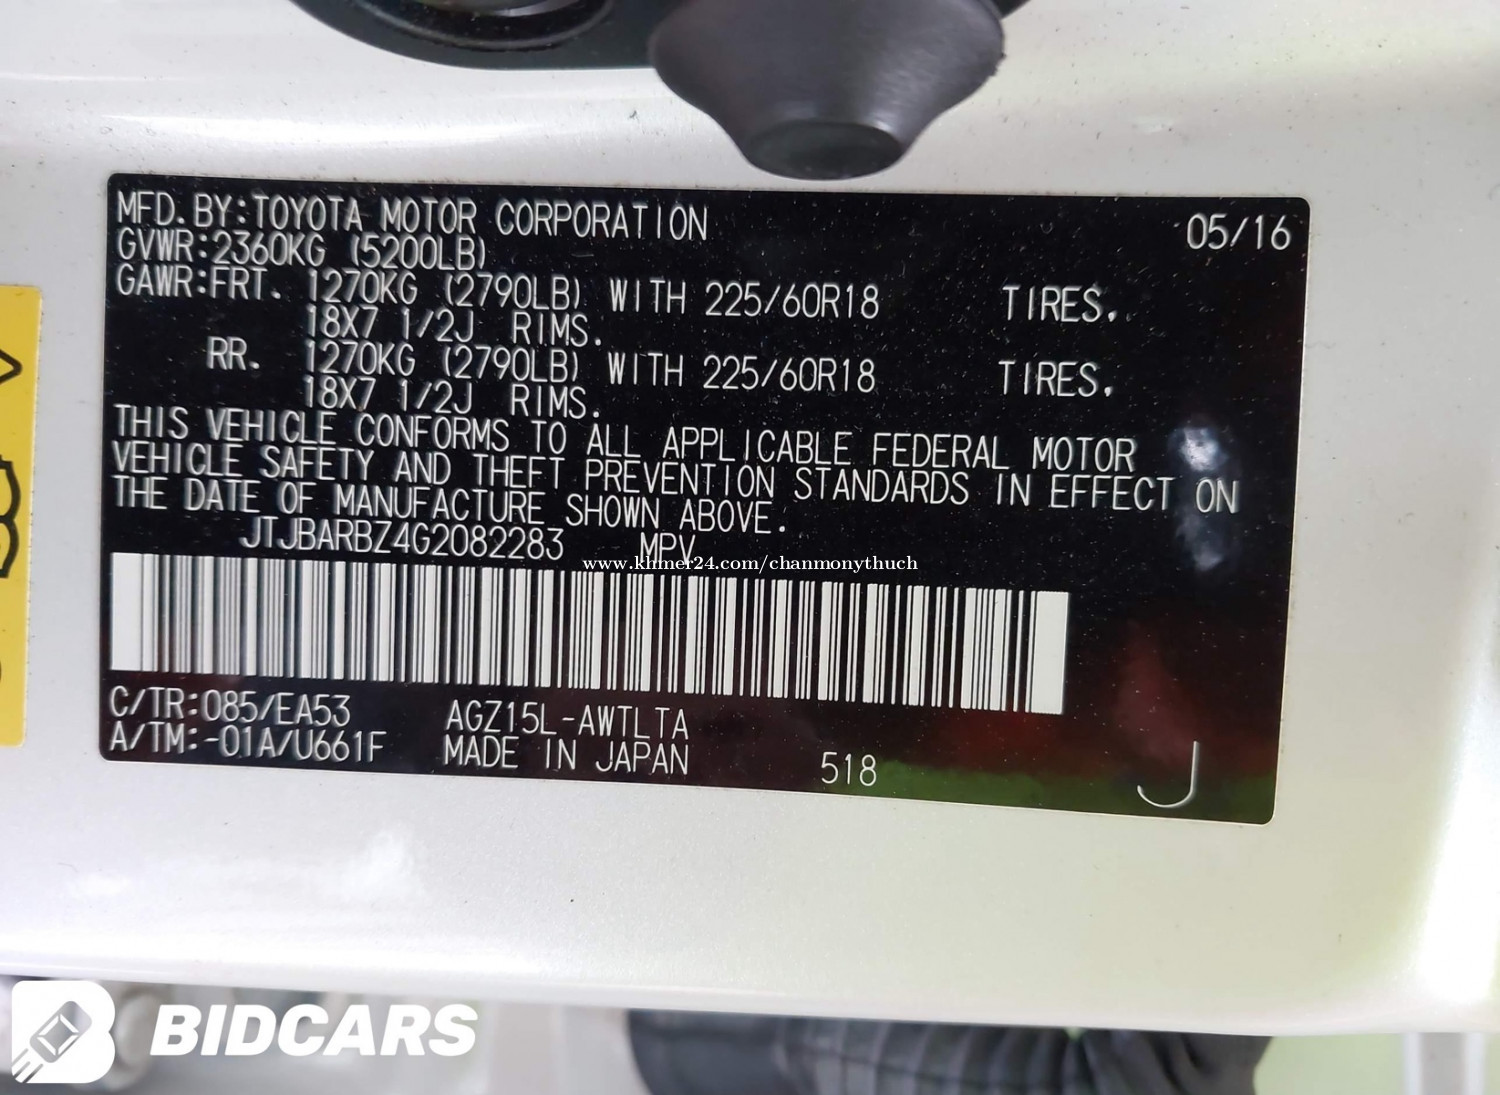 MFD. BY: TOYOTA MOTOR CORPORATION 05/16
GVWR: 2360KG (5200LB)
GAWR: FRT. 1270KG (2790LB) WITH 225/60R18 TIRES,
18X7 1/2J RIMS.
RR. 1270KG (2790LB) WITH 225/60R18 TIRES,
18X7 1/2J RIMS.
THIS VEHICLE CONFORMS TO ALL APPLICABLE FEDERAL MOTOR
VEHICLE SAFETY AND THEFT PREVENTION STANDARDS IN EFFECT ON
THE DATE OF MANUFACTURE SHOWN ABOVE.
JTJBARBZ4G2082283 MPV
www.khmer24.com/chanmonythuch
C/TR: 085/EA53 AGZ15L-AWTLTA
A/TM: -01A/U661F MADE IN JAPAN 518 J
BIDCARS